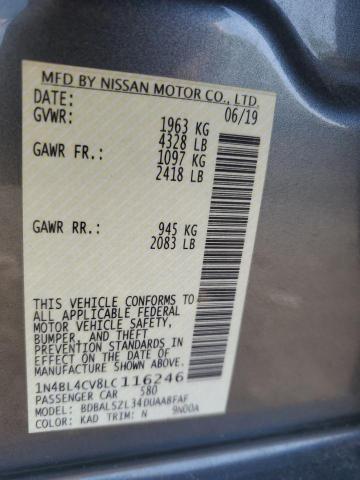 MFD BY NISSAN MOTOR CO., LTD.
DATE: 06/19
GVWR: 1963 KG
4328 LB
GAWR FR.: 1097 KG
2418 LB
GAWR RR.: 945 KG
2083 LB
THIS VEHICLE CONFORMS TO
ALL APPLICABLE FEDERAL
MOTOR VEHICLE SAFETY,
BUMPER, AND THEFT
PREVENTION STANDARDS
IN EFFECT ON THE DATE OF
MANUFACTURE SHOWN ABOVE.
1N4BL4CV8LC116246
PASSENGER CAR 580
MODEL: BDBALSZL34DUAABFAF
COLOR: KAD TRIM: N 9N00A